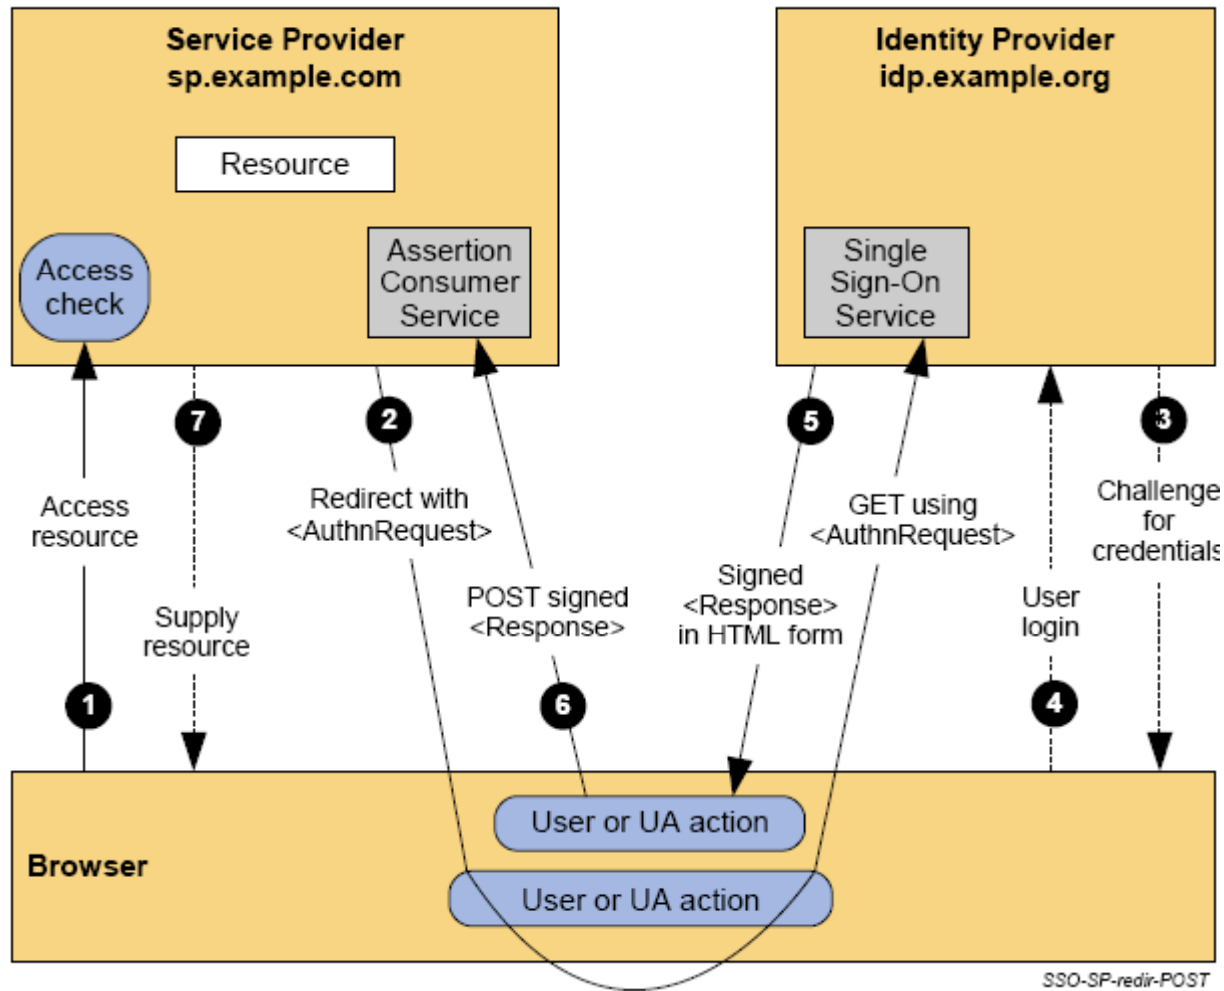 Service Provider
sp.example.com
Identity Provider
idp.example.org
Resource
Access
check
Assertion
Consumer
Service
Single
Sign-On
Service
7
2
5
3
Access
resource
Redirect with
<AuthnRequest>
GET using
<AuthnRequest>
Challenge
for
credentials
Supply
resource
POST signed
<Response>
Signed
<Response>
in HTML form
User
login
1
6
4
User or UA action
Browser
User or UA action
SSO-SP-redir-POST